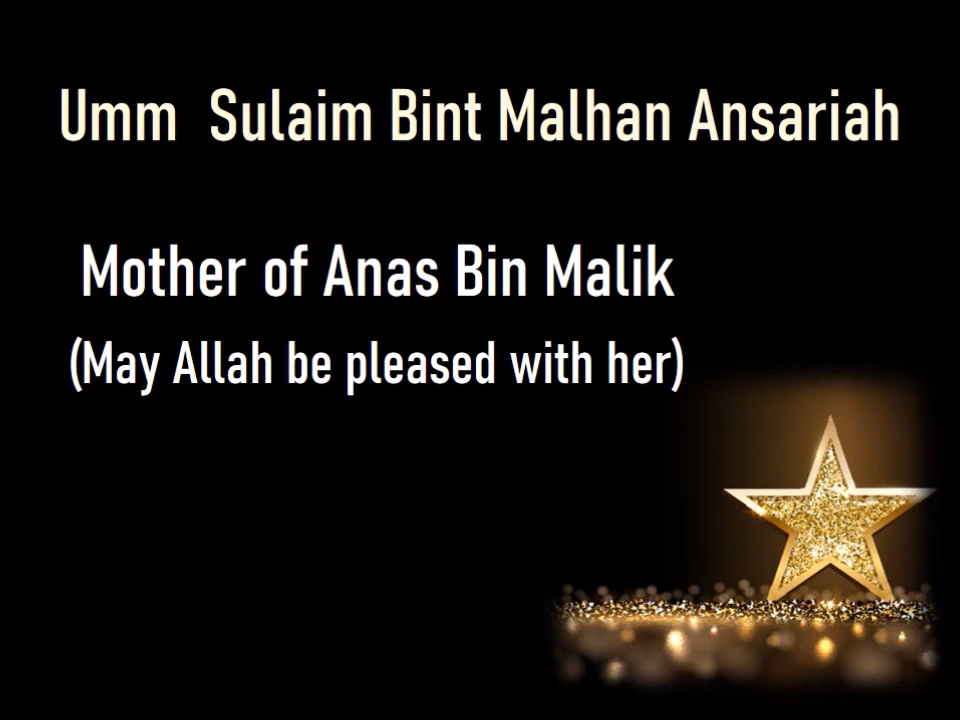 Umm Sulaim Bint Malhan Ansariah
Mother of Anas Bin Malik
(May Allah be pleased with her)